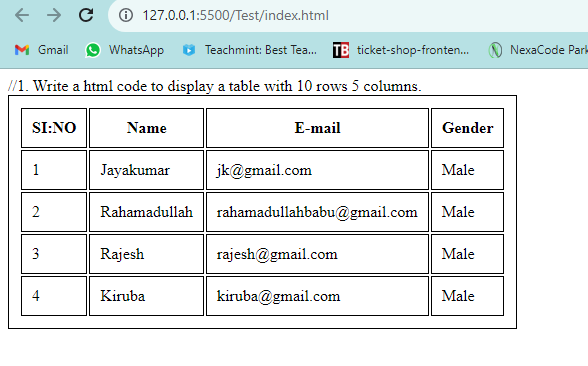 127.0.0.1:5500/Test/index.html
Gmail WhatsApp Teachmint: Best Tea... TB ticket-shop-fronten... NexaCode Park
//1. Write a html code to display a table with 10 rows 5 columns.
SI:NO Name E-mail Gender
1 Jayakumar jk@gmail.com Male
2 Rahamadullah rahamadullahbabu@gmail.com Male
3 Rajesh rajesh@gmail.com Male
4 Kiruba kiruba@gmail.com Male